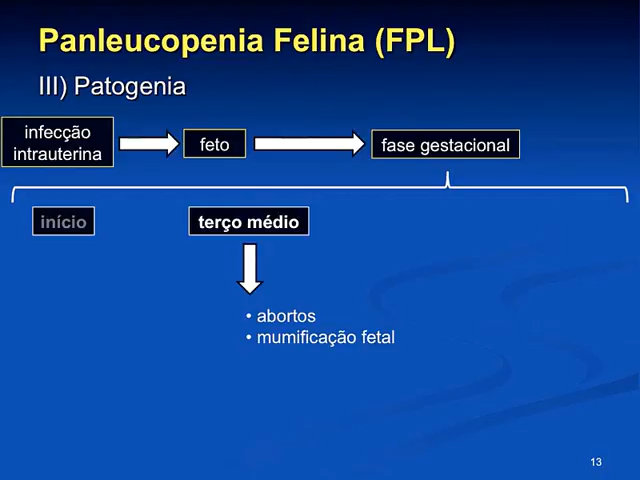 Panleucopenia Felina (FPL)
III) Patogenia
infecção
intrauterina
feto
fase gestacional
início
terço médio
• abortos
• mumificação fetal
13